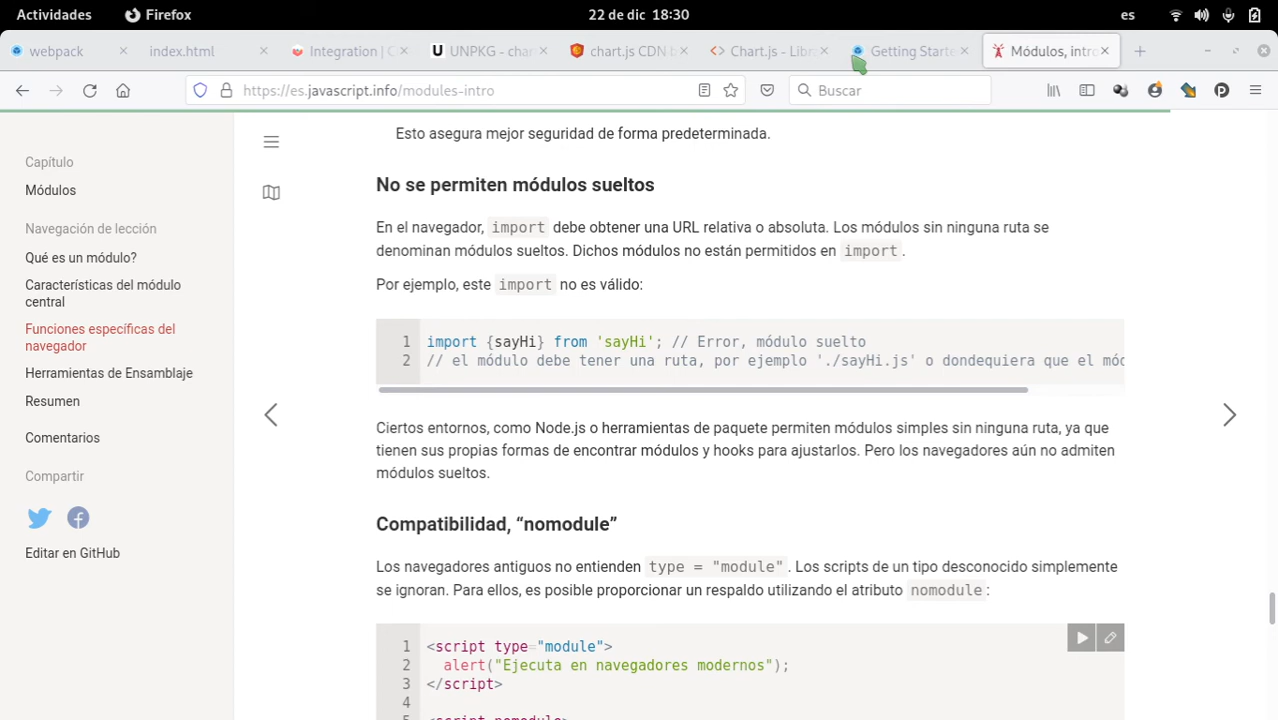 Actividades Firefox 22 de dic 18:30 es
webpack index.html Integration | C UNPKG - cha chart.js CDN b Chart.js - Libr Getting Starte Módulos, intro
https://es.javascript.info/modules-intro Buscar
Esto asegura mejor seguridad de forma predeterminada.
Capítulo
Módulos
Navegación de lección
Qué es un módulo?
Características del módulo
central
Funciones específicas del
navegador
Herramientas de Ensamblaje
Resumen
Comentarios
Compartir
Editar en GitHub
No se permiten módulos sueltos
En el navegador, import debe obtener una URL relativa o absoluta. Los módulos sin ninguna ruta se
denominan módulos sueltos. Dichos módulos no están permitidos en import.
Por ejemplo, este import no es válido:
1 import {sayHi} from 'sayHi'; // Error, módulo suelto
2 // el módulo debe tener una ruta, por ejemplo './sayHi.js' o dondequiera que el mód
Ciertos entornos, como Node.js o herramientas de paquete permiten módulos simples sin ninguna ruta, ya que
tienen sus propias formas de encontrar módulos y hooks para ajustarlos. Pero los navegadores aún no admiten
módulos sueltos.
Compatibilidad, “nomodule”
Los navegadores antiguos no entienden type = "module". Los scripts de un tipo desconocido simplemente
se ignoran. Para ellos, es posible proporcionar un respaldo utilizando el atributo nomodule:
1 <script type="module">
2 alert("Ejecuta en navegadores modernos");
3 </script>
4
5 <script nomodule>